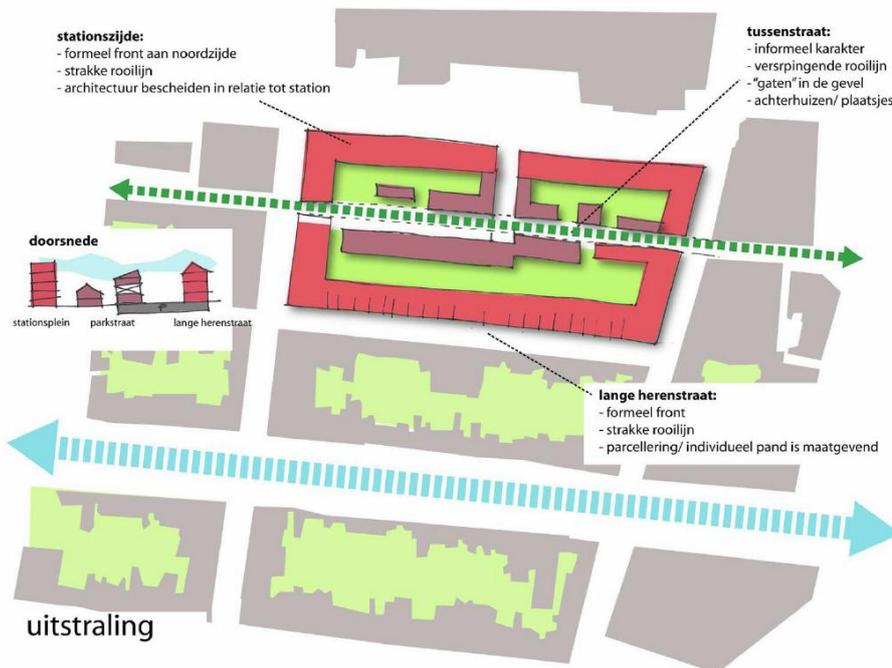 stationszijde:
- formeel front aan noordzijde
- strakke rooilijn
- architectuur bescheiden in relatie tot station
tussenstraat:
- informeel karakter
- versrpingende rooilijn
- "gaten" in de gevel
- achterhuizen/ plaatsjes
doorsnede
P
stationsplein
parkstraat
lange herenstraat
lange herenstraat:
- formeel front
- strakke rooilijn
- parcellering/ individueel pand is maatgevend
uitstraling